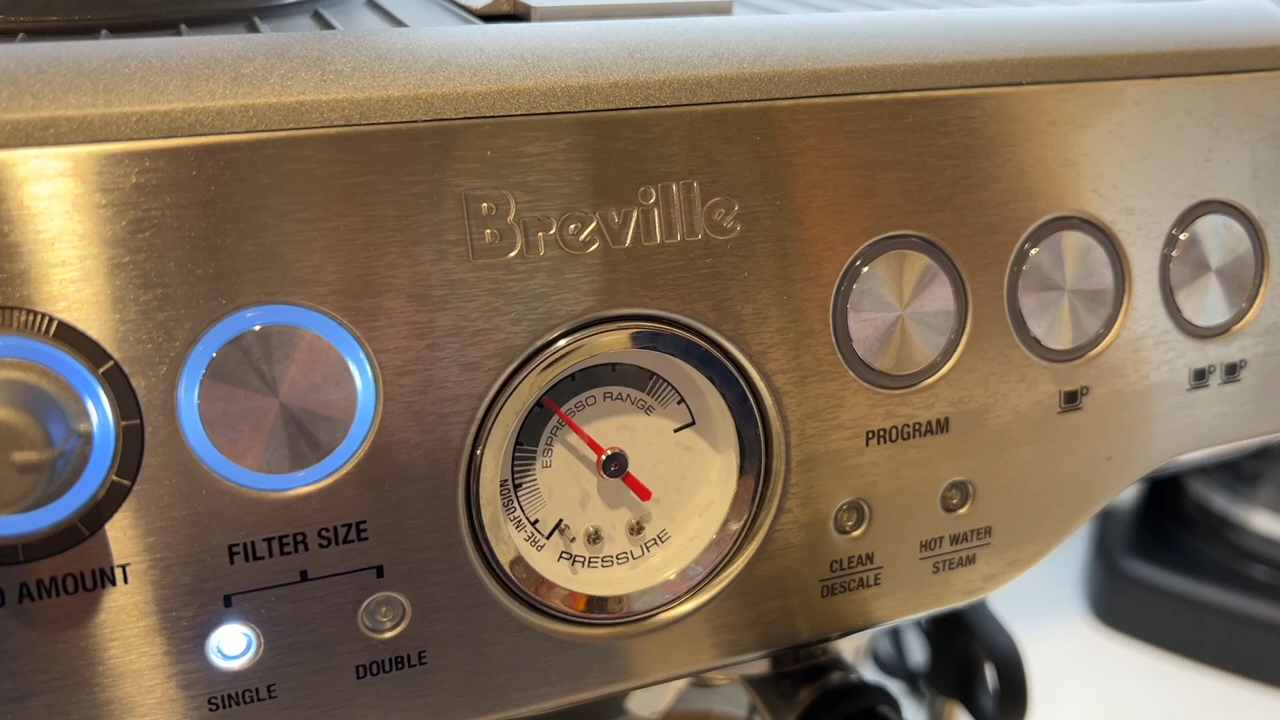 Breville
ESPRESSO RANGE
PRE-INFUSION
PRESSURE
PROGRAM
FILTER SIZE
AMOUNT
SINGLE
DOUBLE
CLEAN
DESCALE
HOT WATER
STEAM